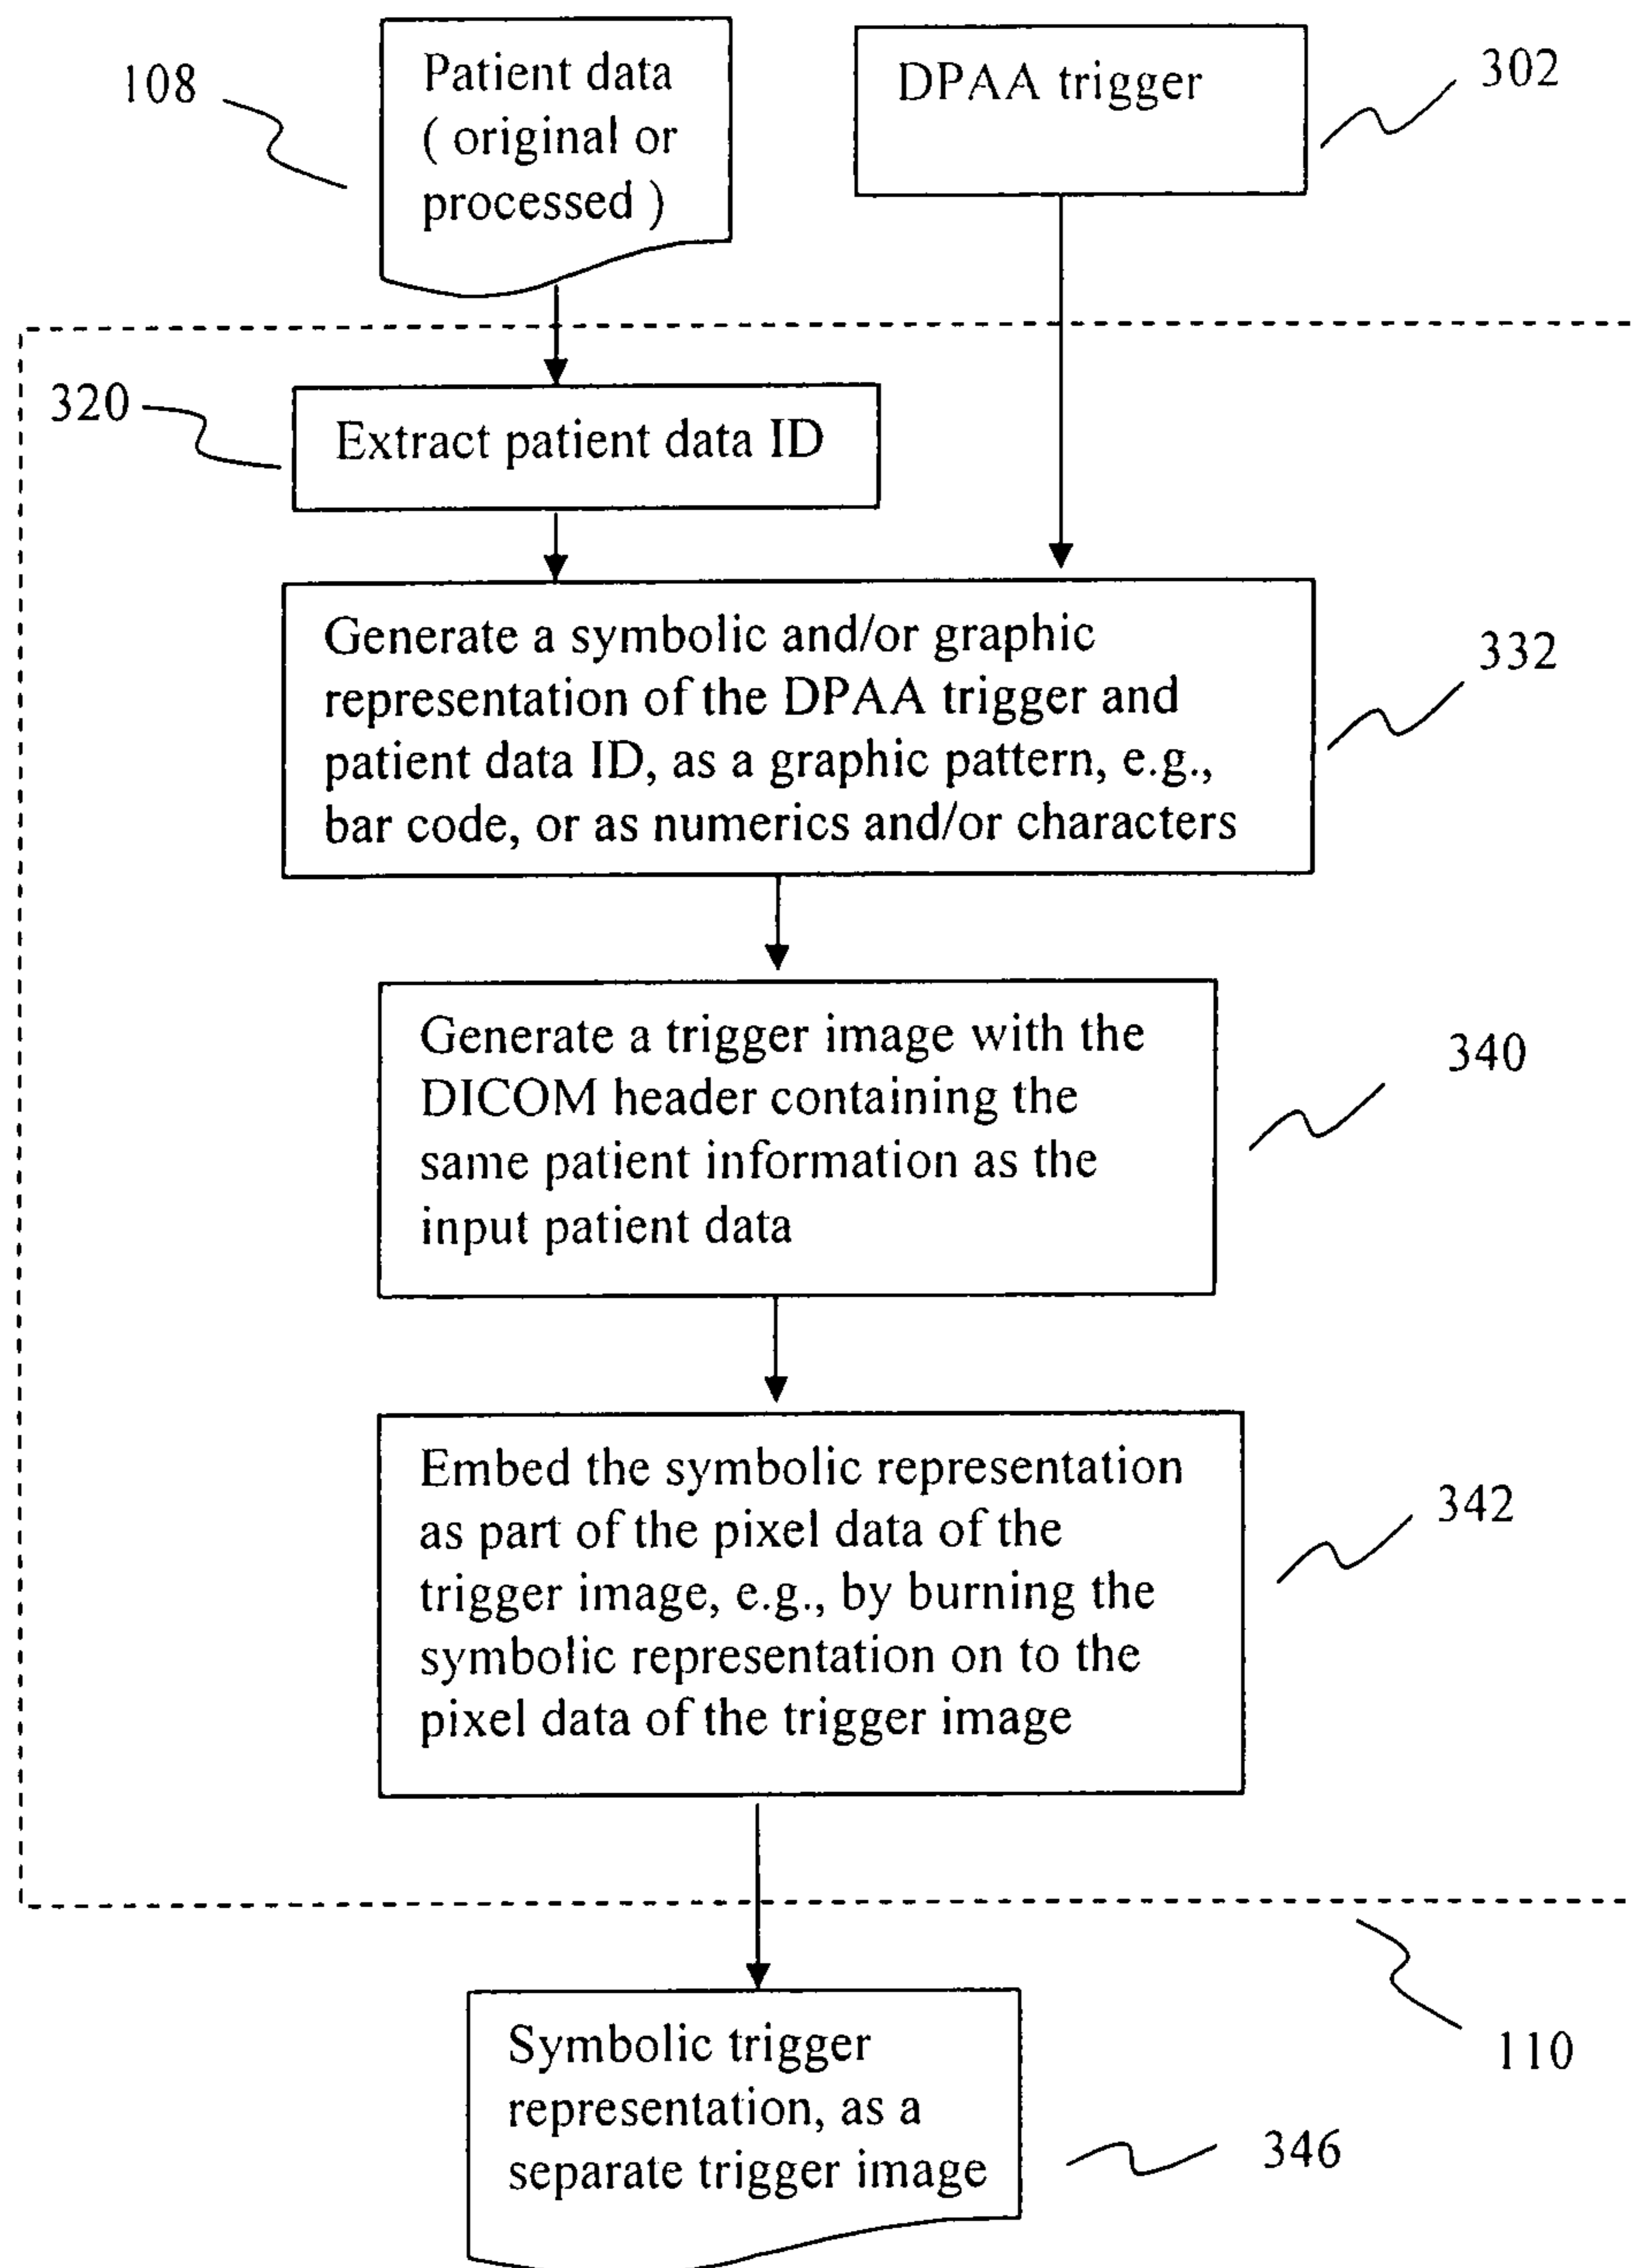 108
Patient data
( original or
processed )
DPAA trigger
302
320
Extract patient data ID
Generate a symbolic and/or graphic
representation of the DPAA trigger and
patient data ID, as a graphic pattern, e.g.,
bar code, or as numerics and/or characters
332
Generate a trigger image with the
DICOM header containing the
same patient information as the
input patient data
340
Embed the symbolic representation
as part of the pixel data of the
trigger image, e.g., by burning the
symbolic representation on to the
pixel data of the trigger image
342
110
Symbolic trigger
representation, as a
separate trigger image
346